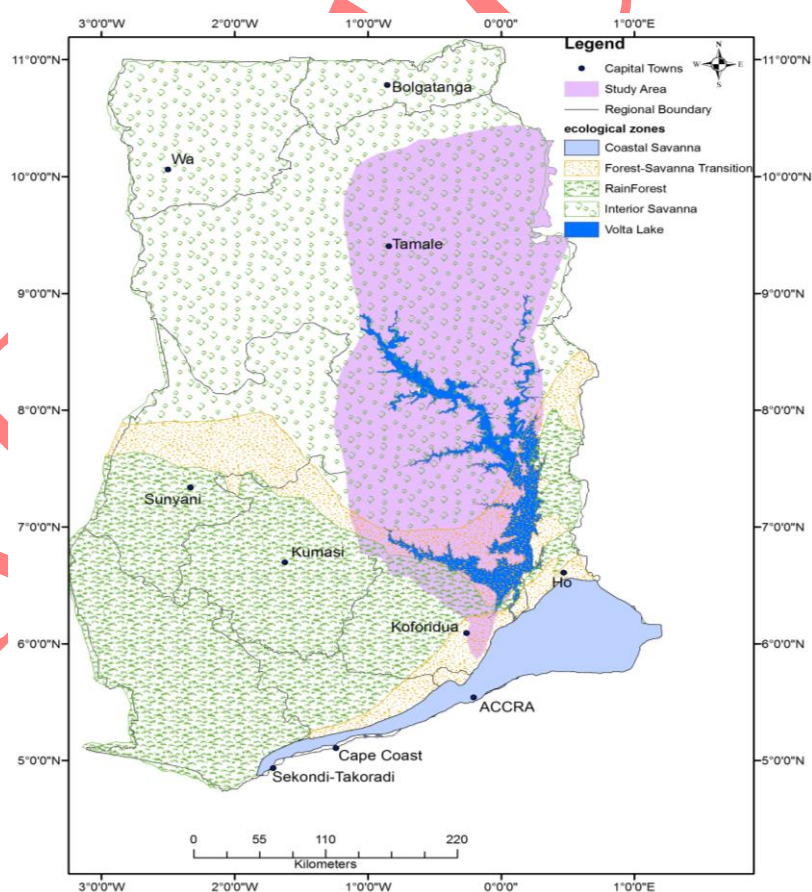 3°0'0"W 2°0'0"W 1°0'0"W 0°0'0" 1°0'0"E
Legend
N
W E
S
Capital Towns
Study Area
Regional Boundary
ecological zones
Coastal Savanna
Forest-Savanna Transition
RainForest
Interior Savanna
Volta Lake
11°0'0"N 11°0'0"N
Bolgatanga
Wa
10°0'0"N 10°0'0"N
Tamale
9°0'0"N 9°0'0"N
8°0'0"N 8°0'0"N
Sunyani
7°0'0"N 7°0'0"N
Kumasi
Ho
Koforidua
6°0'0"N 6°0'0"N
ACCRA
Cape Coast
5°0'0"N 5°0'0"N
Sekondi-Takoradi
0 55 110 220
Kilometers
3°0'0"W 2°0'0"W 1°0'0"W 0°0'0" 1°0'0"E